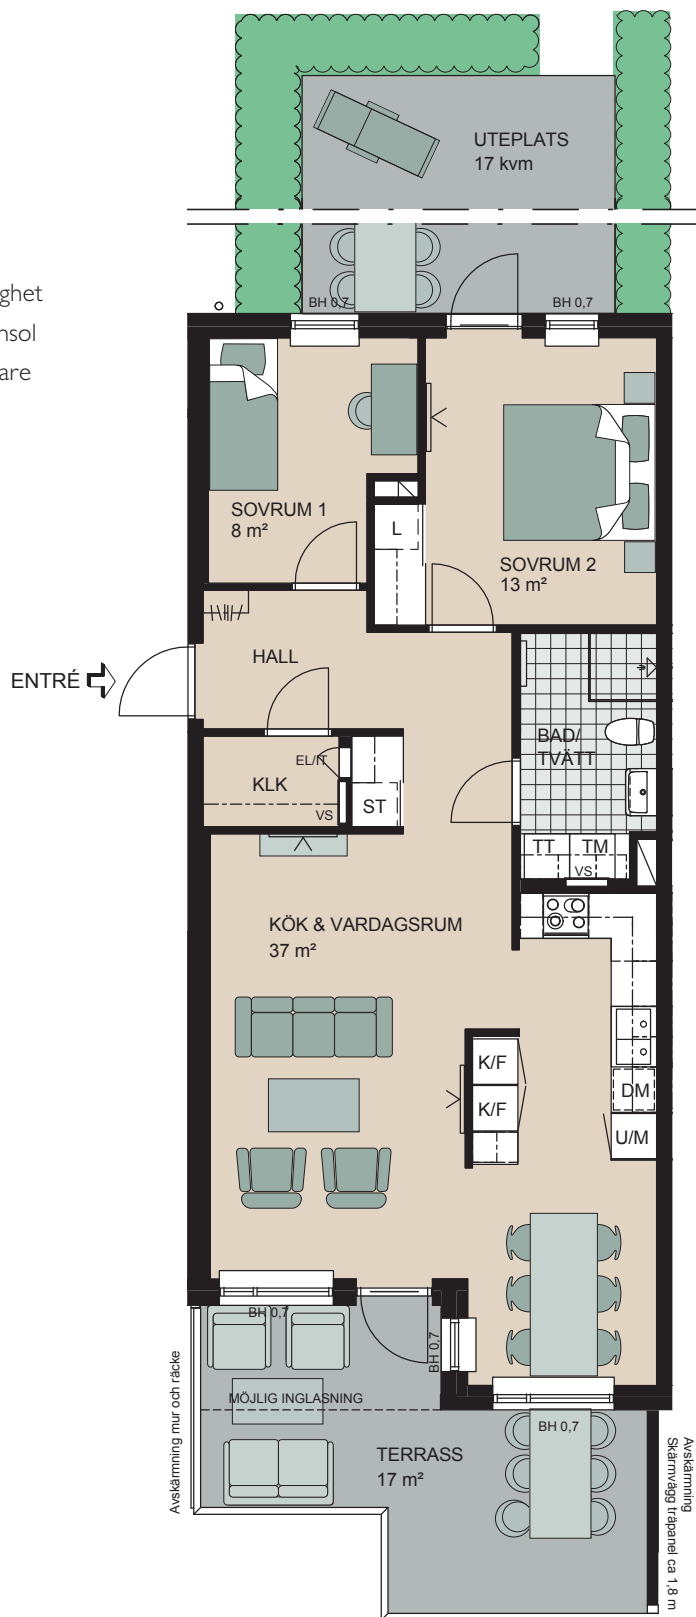 UTEPLATS
17 kvm
ghet
nsol
are
BH 0,7
BH 0,7
SOVRUM 1
8 m²
L
SOVRUM 2
13 m²
HALL
ENTRÉ
BAD/
TVÄTT
EL/IT
KLK
VS
ST
TT
TM
VS
KÖK & VARDAGSRUM
37 m²
K/F
K/F
DM
U/M
BH 0,7
BH 0,7
MÖJLIG INGLASNING
BH 0,7
TERRASS
17 m²
Avskärmning mur och räcke
Avskärmning
Skärmvägg träpanel ca 1,8 m